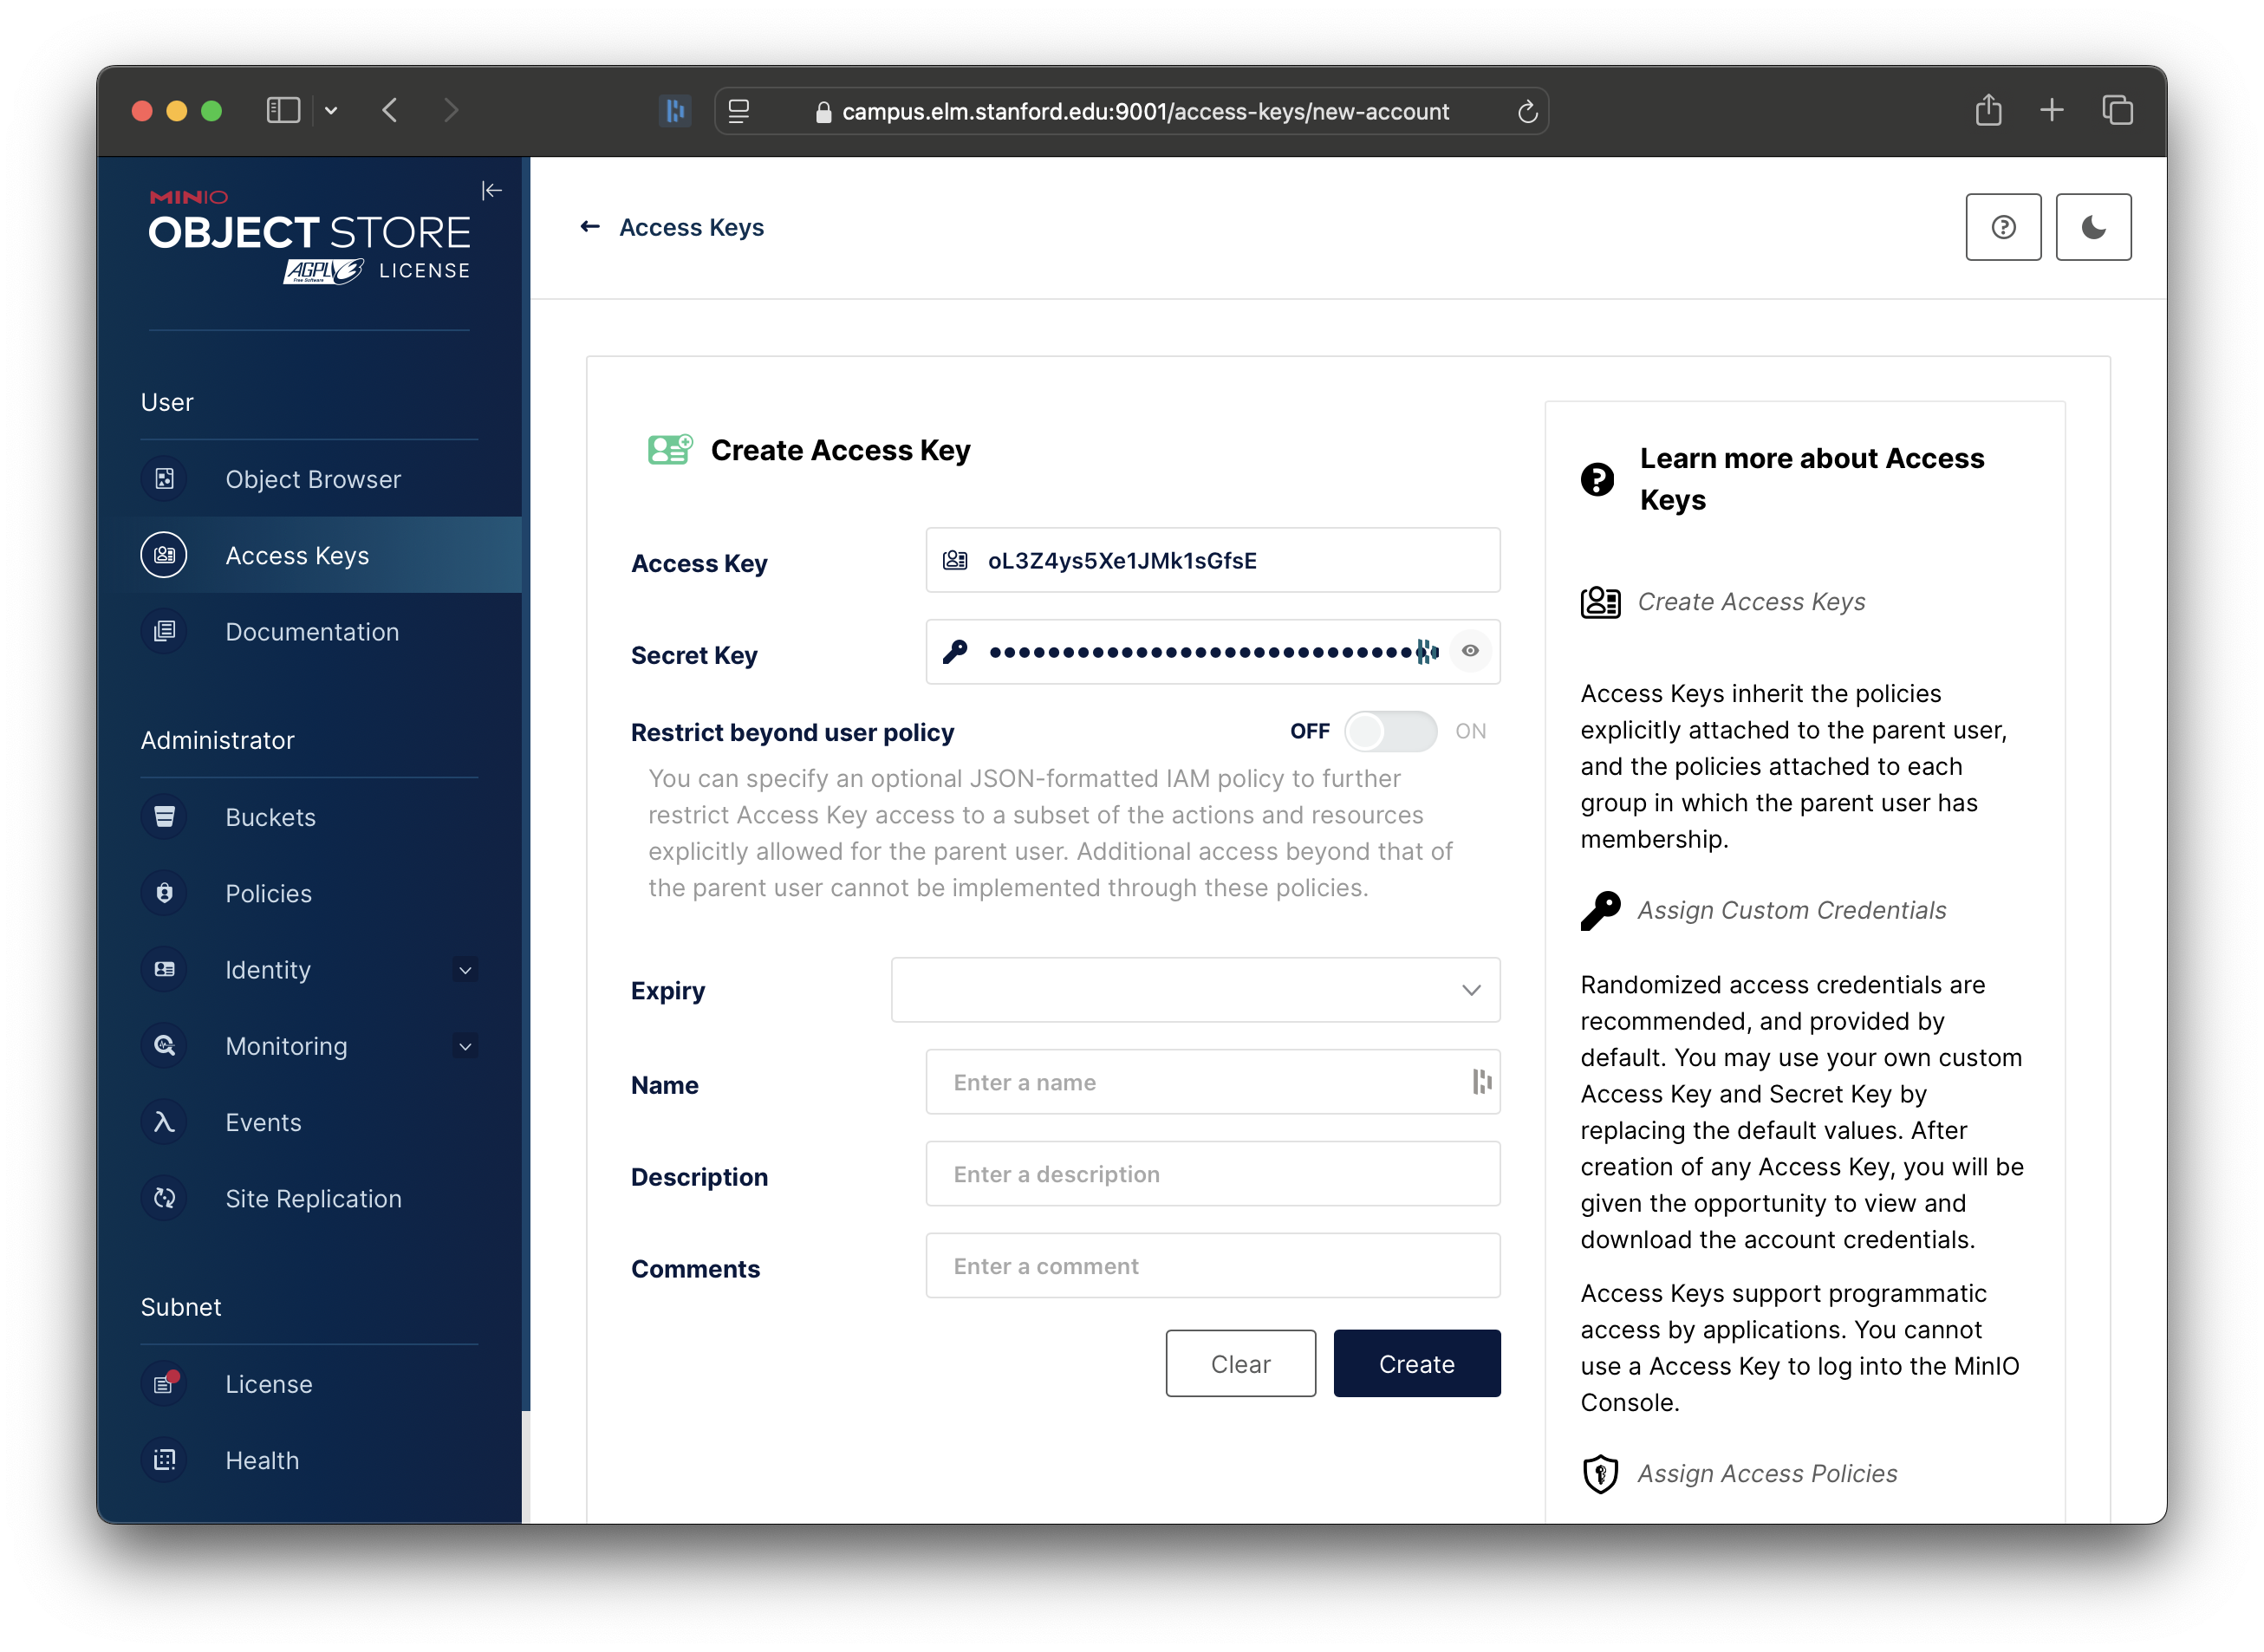 campus.elm.stanford.edu:9001/access-keys/new-account
MINIO
OBJECT STORE
AGPL v3 LICENSE
Free Software
User
Object Browser
Access Keys
Documentation
Administrator
Buckets
Policies
Identity
Monitoring
Events
Site Replication
Subnet
License
Health
Access Keys
Create Access Key
Access Key
oL3Z4ys5Xe1JMk1sGfsE
Secret Key
Restrict beyond user policy
OFF
ON
You can specify an optional JSON-formatted IAM policy to further
restrict Access Key access to a subset of the actions and resources
explicitly allowed for the parent user. Additional access beyond that of
the parent user cannot be implemented through these policies.
Expiry
Name
Enter a name
Description
Enter a description
Comments
Enter a comment
Clear
Create
Learn more about Access
Keys
Create Access Keys
Access Keys inherit the policies
explicitly attached to the parent user,
and the policies attached to each
group in which the parent user has
membership.
Assign Custom Credentials
Randomized access credentials are
recommended, and provided by
default. You may use your own custom
Access Key and Secret Key by
replacing the default values. After
creation of any Access Key, you will be
given the opportunity to view and
download the account credentials.
Access Keys support programmatic
access by applications. You cannot
use a Access Key to log into the MinIO
Console.
Assign Access Policies